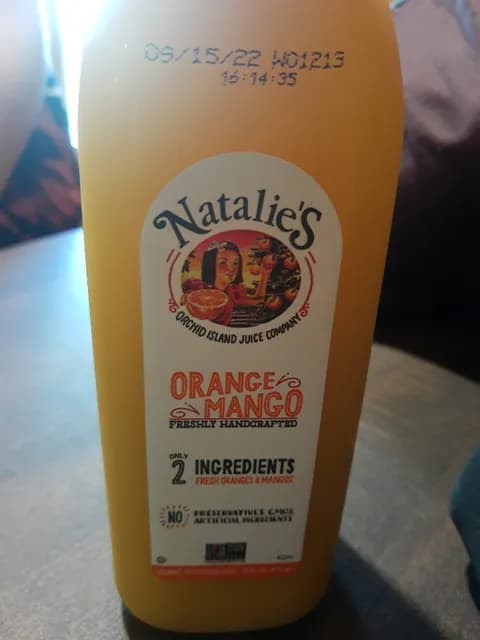 09/15/22 W01213
16:14:35
NATALIE'S
ORCHID ISLAND JUICE COMPANY
ORANGE
MANGO
FRESHLY HANDCRAFTED
ONLY
2 INGREDIENTS
FRESH ORANGES & MANGOS
NO PRESERVATIVES GMOS
ARTIFICIAL INGREDIENTS